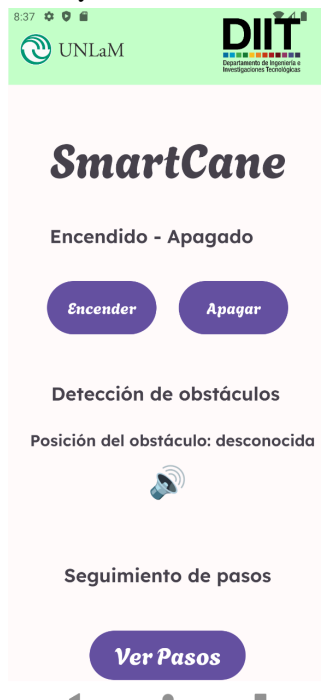 8:37
UNLaM
DIIT
Departamento de Ingeniería e
Investigaciones Tecnológicas
SmartCane
Encendido - Apagado
Encender
Apagar
Detección de obstáculos
Posición del obstáculo: desconocida
Seguimiento de pasos
Ver Pasos